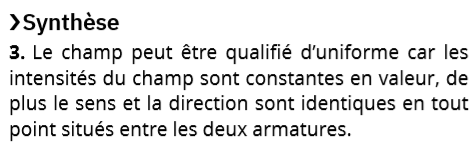 ❯Synthèse
3. Le champ peut être qualifié d’uniforme car les
intensités du champ sont constantes en valeur, de
plus le sens et la direction sont identiques en tout
point situés entre les deux armatures.